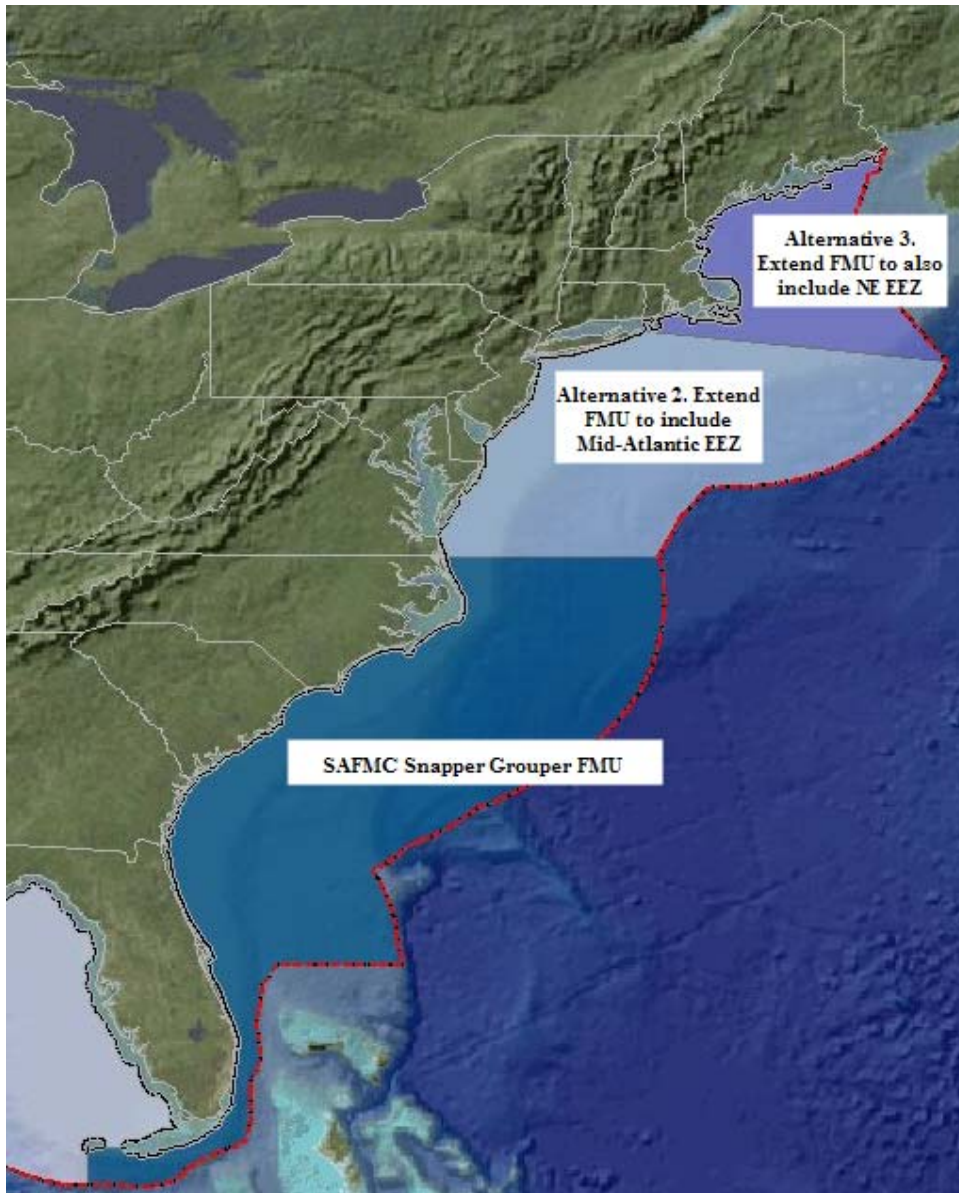 Alternative 3.
Extend FMU to also
include NE EEZ
Alternative 2. Extend
FMU to include
Mid-Atlantic EEZ
SAFMC Snapper Grouper FMU